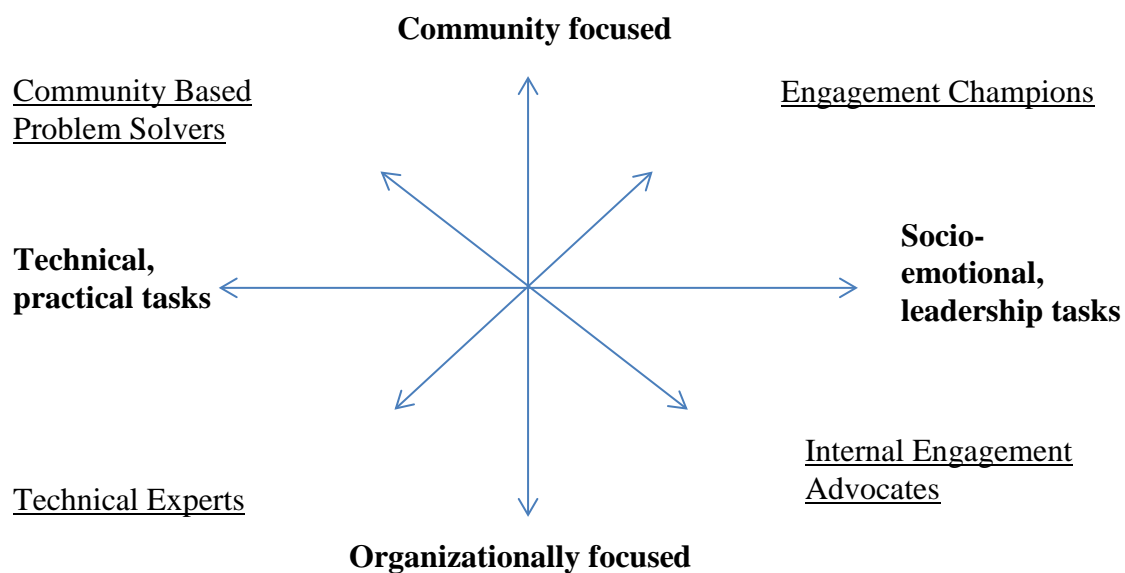 Community focused
Community Based
Problem Solvers
Engagement Champions
Technical,
practical tasks
Socio-
emotional,
leadership tasks
Technical Experts
Internal Engagement
Advocates
Organizationally focused